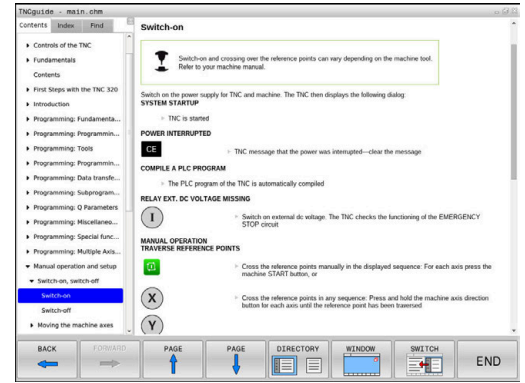 TNCguide - main.chm
Contents Index Find
Controls of the TNC
Fundamentals
Contents
First Steps with the TNC 320
Introduction
Programming: Fundamenta...
Programming: Programmin...
Programming: Tools
Programming: Programmin...
Programming: Data transfe...
Programming: Subprogram...
Programming: Q Parameters
Programming: Miscellaneo...
Programming: Special func...
Programming: Multiple Axis...
Manual operation and setup
Switch-on, switch-off
Switch-on
Switch-off
Moving the machine axes
Switch-on
Switch-on and crossing over the reference points can vary depending on the machine tool.
Refer to your machine manual.
Switch on the power supply for TNC and machine. The TNC then displays the following dialog:
SYSTEM STARTUP
TNC is started
POWER INTERRUPTED
CE
TNC message that the power was interrupted—clear the message
COMPILE A PLC PROGRAM
The PLC program of the TNC is automatically compiled
RELAY EXT. DC VOLTAGE MISSING
I
Switch on external dc voltage. The TNC checks the functioning of the EMERGENCY
STOP circuit
MANUAL OPERATION
TRAVERSE REFERENCE POINTS
Cross the reference points manually in the displayed sequence: For each axis press the
machine START button, or
X
Cross the reference points in any sequence: Press and hold the machine axis direction
button for each axis until the reference point has been traversed
Y
BACK
FORWARD
PAGE
PAGE
DIRECTORY
WINDOW
SWITCH
END